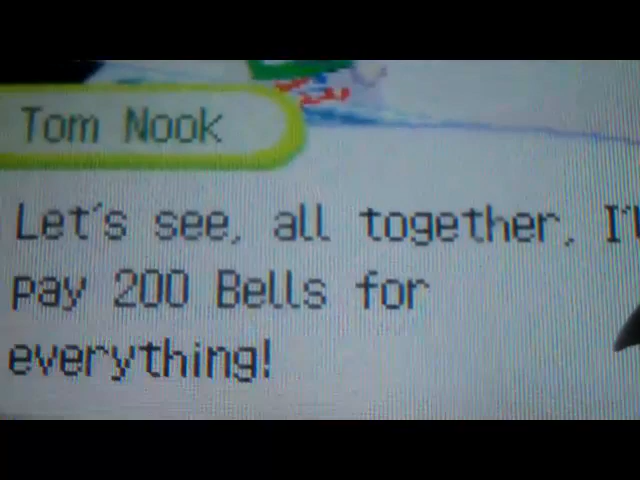 Tom Nook
Let's see, all together, I'
pay 200 Bells for
everything!